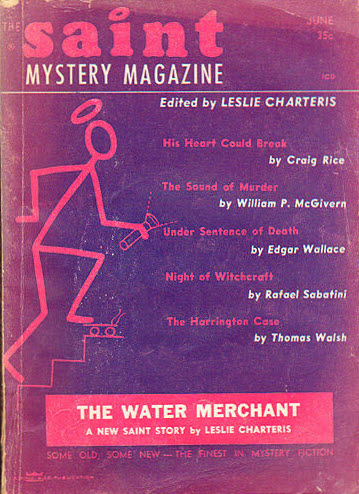 THE saint JUNE
35c
MYSTERY MAGAZINE
Edited by LESLIE CHARTERIS
His Heart Could Break
by Craig Rice
The Sound of Murder
by William P. McGivern
Under Sentence of Death
by Edgar Wallace
Night of Witchcraft
by Rafael Sabatini
The Harrington Case
by Thomas Walsh
THE WATER MERCHANT
A NEW SAINT STORY by LESLIE CHARTERIS
SOME OLD, SOME NEW—THE FINEST IN MYSTERY FICTION